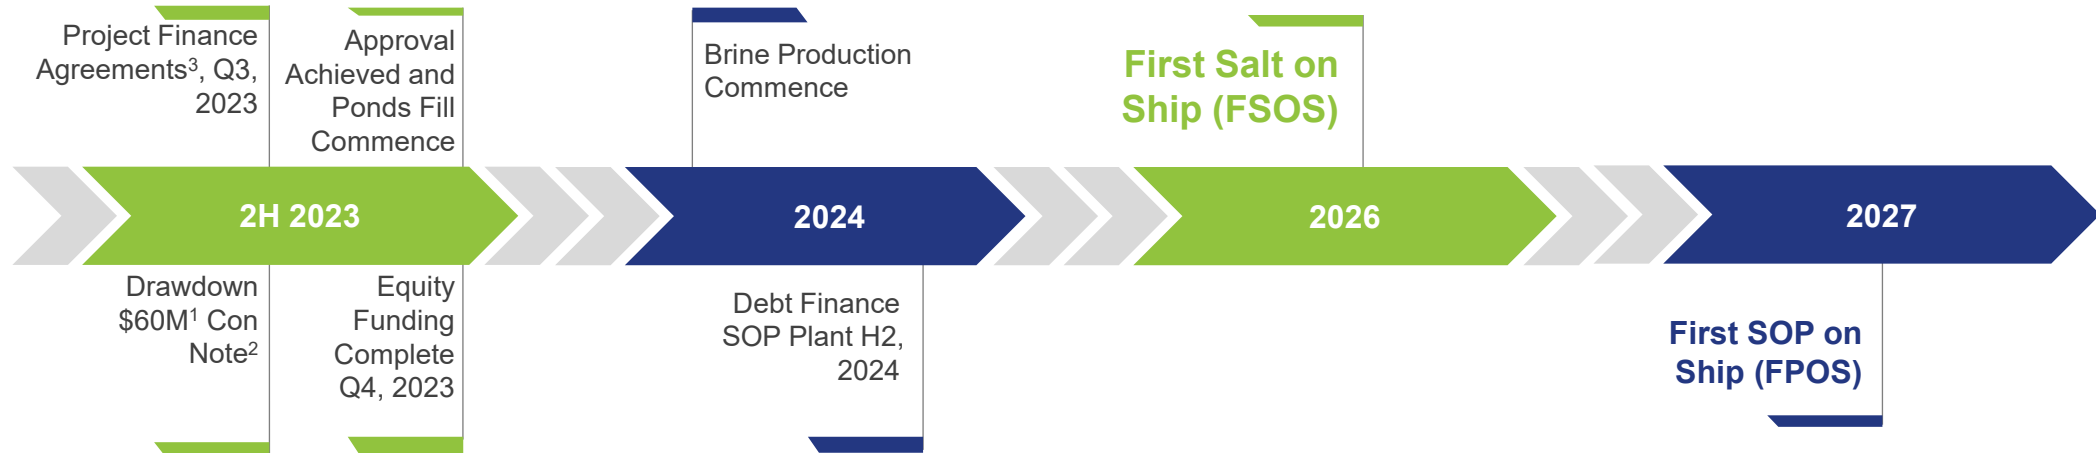 Project Finance
Agreements³, Q3,
2023
Approval
Achieved and
Ponds Fill
Commence
Brine Production
Commence
First Salt on
Ship (FSOS)
2H 2023
2024
2026
2027
Drawdown
$60M¹ Con
Note²
Equity
Funding
Complete
Q4, 2023
Debt Finance
SOP Plant H2,
2024
First SOP on
Ship (FPOS)